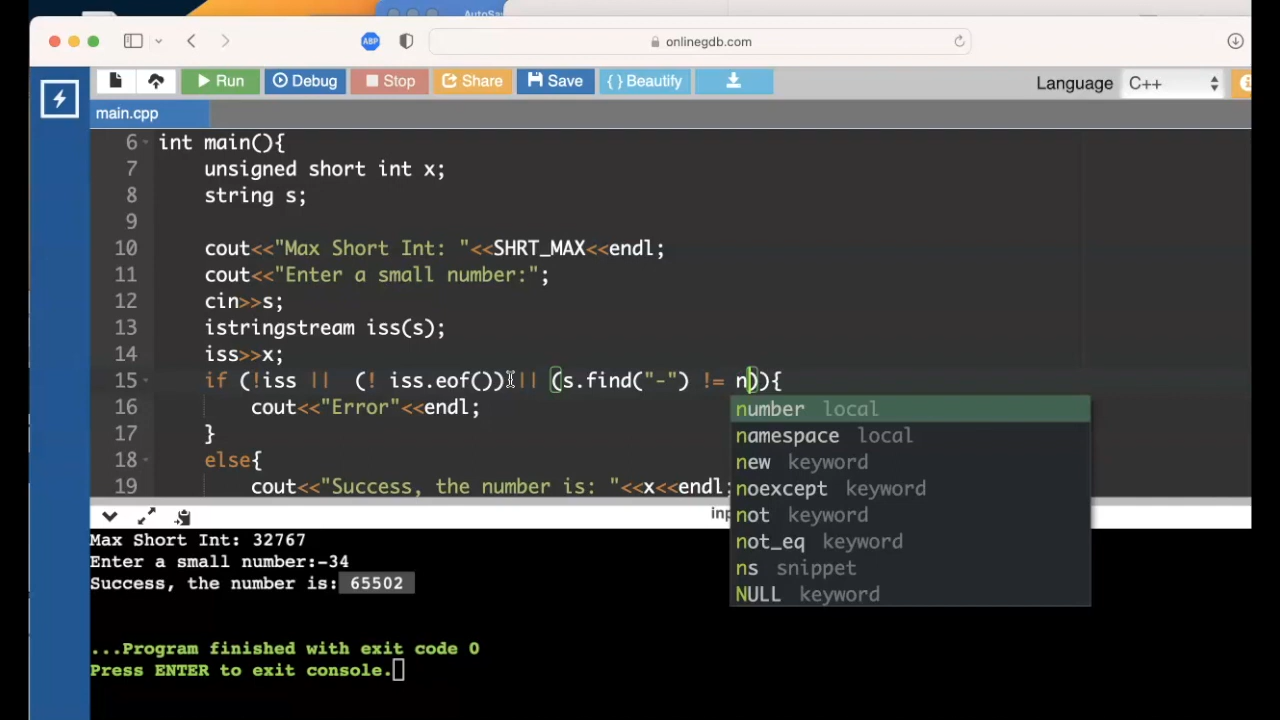 AutoSav
ABP
onlinegdb.com
Run
Debug
Stop
Share
Save
{ } Beautify
Language C++
main.cpp
6 int main(){
7 unsigned short int x;
8 string s;
9
10 cout<<"Max Short Int: "<<SHRT_MAX<<endl;
11 cout<<"Enter a small number:";
12 cin>>s;
13 istringstream iss(s);
14 iss>>x;
15 if (!iss || (! iss.eof()) || (s.find("-") != n)){
16 cout<<"Error"<<endl;
17 }
18 else{
19 cout<<"Success, the number is: "<<x<<endl;
number local
namespace local
new keyword
noexcept keyword
not keyword
not_eq keyword
ns snippet
NULL keyword
inp
Max Short Int: 32767
Enter a small number:-34
Success, the number is: 65502
...Program finished with exit code 0
Press ENTER to exit console.